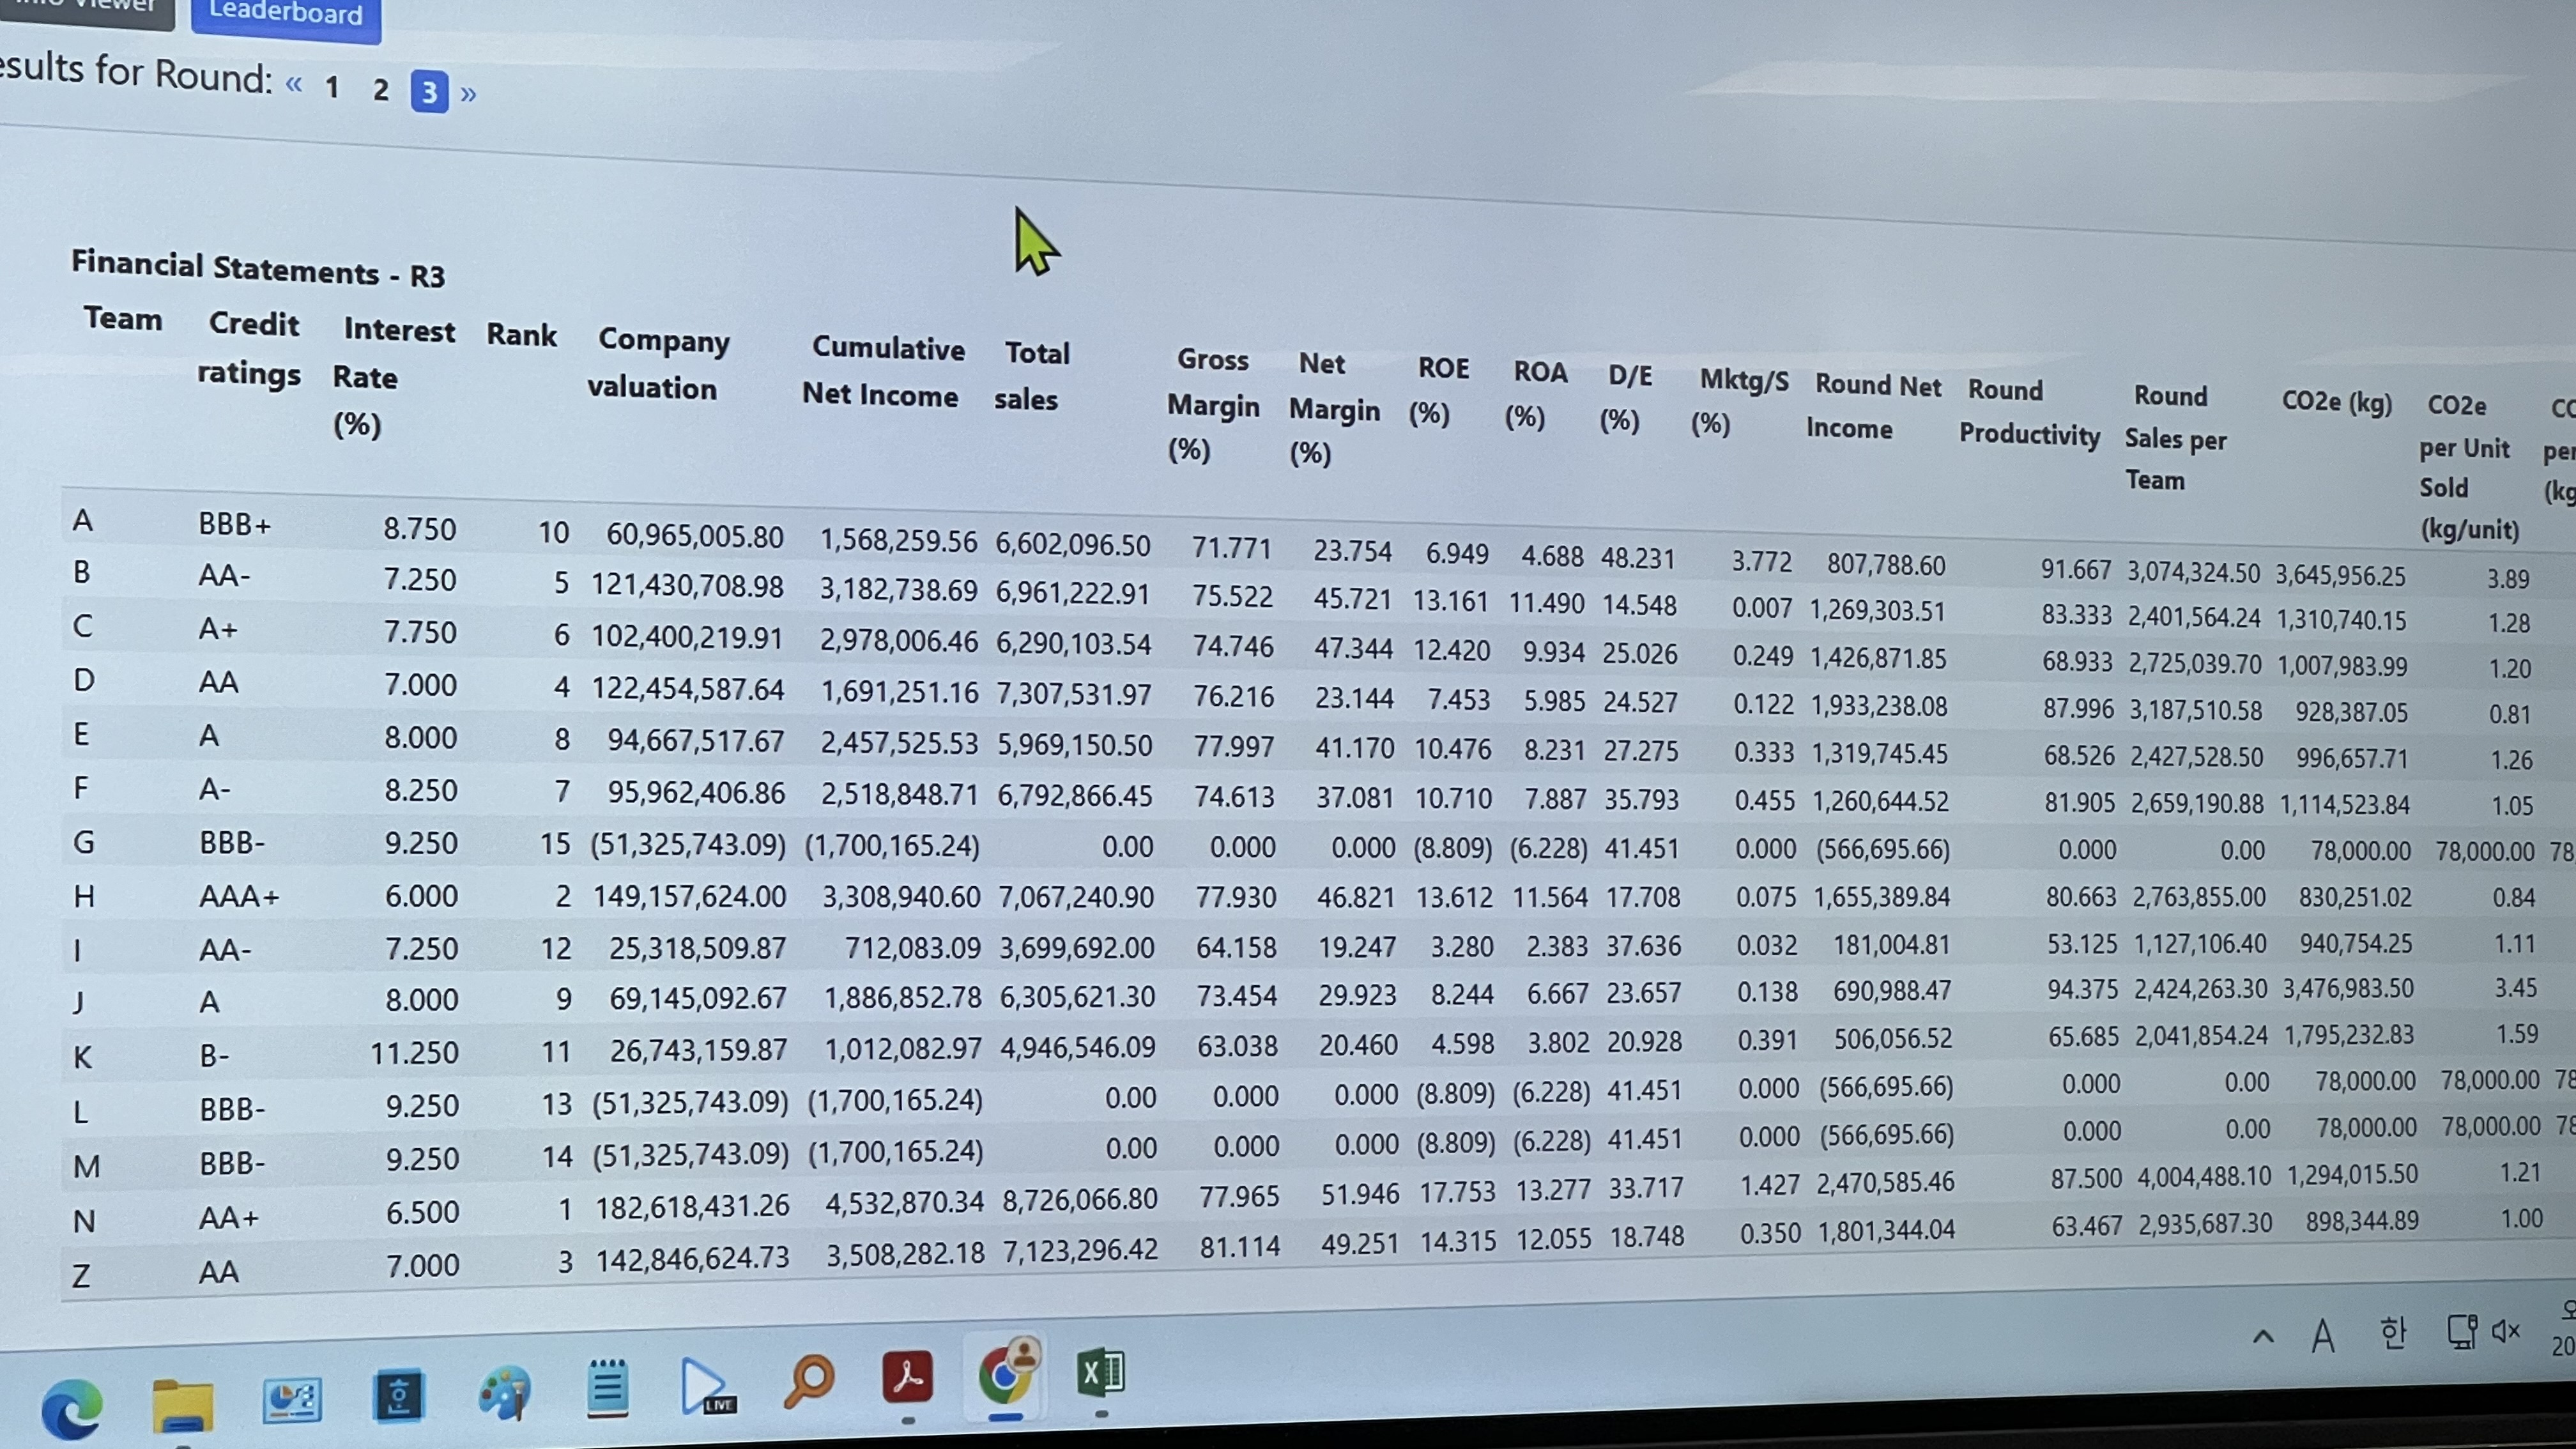 Viewer
Leaderboard
esults for Round: « 1 2 3 »
Financial Statements - R3
Team Credit ratings Interest Rate (%) Rank Company valuation Cumulative Net Income Total sales Gross Margin (%) Net Margin (%) ROE (%) ROA (%) D/E (%) Mktg/S (%) Round Net Income Round Productivity Round Sales per Team CO2e (kg) CO2e per Unit Sold (kg/unit)
A BBB+ 8.750 10 60,965,005.80 1,568,259.56 6,602,096.50 71.771 23.754 6.949 4.688 48.231 3.772 807,788.60 91.667 3,074,324.50 3,645,956.25 3.89
B AA- 7.250 5 121,430,708.98 3,182,738.69 6,961,222.91 75.522 45.721 13.161 11.490 14.548 0.007 1,269,303.51 83.333 2,401,564.24 1,310,740.15 1.28
C A+ 7.750 6 102,400,219.91 2,978,006.46 6,290,103.54 74.746 47.344 12.420 9.934 25.026 0.249 1,426,871.85 68.933 2,725,039.70 1,007,983.99 1.20
D AA 7.000 4 122,454,587.64 1,691,251.16 7,307,531.97 76.216 23.144 7.453 5.985 24.527 0.122 1,933,238.08 87.996 3,187,510.58 928,387.05 0.81
E A 8.000 8 94,667,517.67 2,457,525.53 5,969,150.50 77.997 41.170 10.476 8.231 27.275 0.333 1,319,745.45 68.526 2,427,528.50 996,657.71 1.26
F A- 8.250 7 95,962,406.86 2,518,848.71 6,792,866.45 74.613 37.081 10.710 7.887 35.793 0.455 1,260,644.52 81.905 2,659,190.88 1,114,523.84 1.05
G BBB- 9.250 15 (51,325,743.09) (1,700,165.24) 0.00 0.000 0.000 (8.809) (6.228) 41.451 0.000 (566,695.66) 0.000 0.00 78,000.00 78,000.00 78
H AAA+ 6.000 2 149,157,624.00 3,308,940.60 7,067,240.90 77.930 46.821 13.612 11.564 17.708 0.075 1,655,389.84 80.663 2,763,855.00 830,251.02 0.84
I AA- 7.250 12 25,318,509.87 712,083.09 3,699,692.00 64.158 19.247 3.280 2.383 37.636 0.032 181,004.81 53.125 1,127,106.40 940,754.25 1.11
J A 8.000 9 69,145,092.67 1,886,852.78 6,305,621.30 73.454 29.923 8.244 6.667 23.657 0.138 690,988.47 94.375 2,424,263.30 3,476,983.50 3.45
K B- 11.250 11 26,743,159.87 1,012,082.97 4,946,546.09 63.038 20.460 4.598 3.802 20.928 0.391 506,056.52 65.685 2,041,854.24 1,795,232.83 1.59
L BBB- 9.250 13 (51,325,743.09) (1,700,165.24) 0.00 0.000 0.000 (8.809) (6.228) 41.451 0.000 (566,695.66) 0.000 0.00 78,000.00 78,000.00 78
M BBB- 9.250 14 (51,325,743.09) (1,700,165.24) 0.00 0.000 0.000 (8.809) (6.228) 41.451 0.000 (566,695.66) 0.000 0.00 78,000.00 78,000.00 78
N AA+ 6.500 1 182,618,431.26 4,532,870.34 8,726,066.80 77.965 51.946 17.753 13.277 33.717 1.427 2,470,585.46 87.500 4,004,488.10 1,294,015.50 1.21
Z AA 7.000 3 142,846,624.73 3,508,282.18 7,123,296.42 81.114 49.251 14.315 12.055 18.748 0.350 1,801,344.04 63.467 2,935,687.30 898,344.89 1.00
LIVE
A 한
20